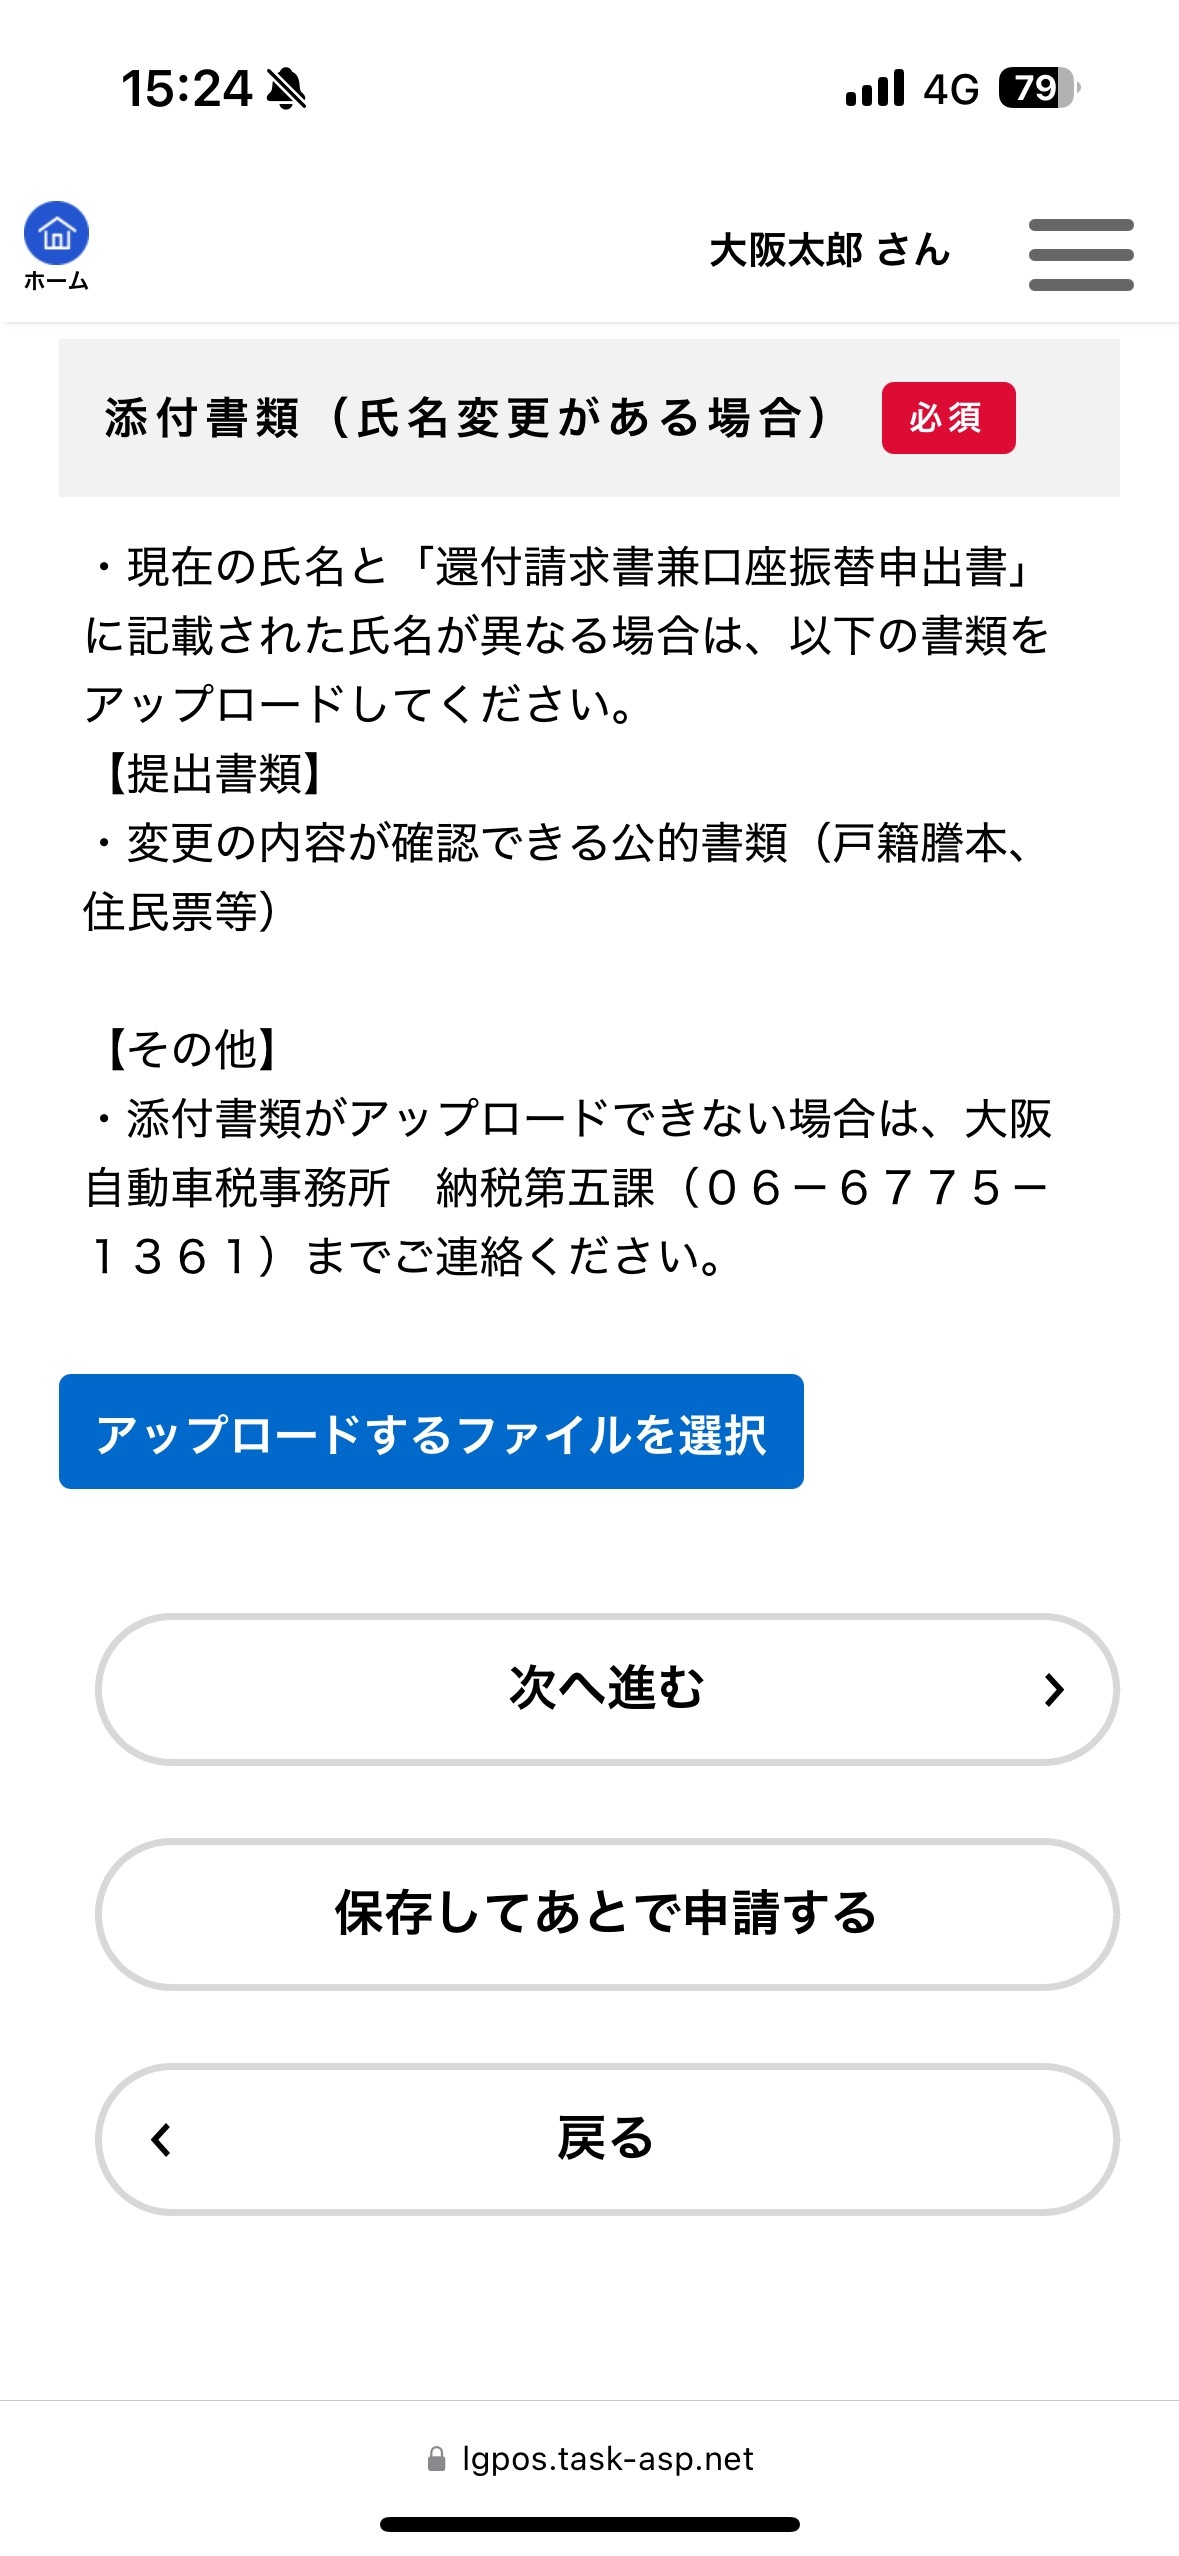 15:24
4G 79
ホーム
大阪太郎 さん
添付書類（氏名変更がある場合） 必須
・現在の氏名と「還付請求書兼口座振替申出書」
に記載された氏名が異なる場合は、以下の書類を
アップロードしてください。
【提出書類】
・変更の内容が確認できる公的書類（戸籍謄本、
住民票等）
【その他】
・添付書類がアップロードできない場合は、大阪
自動車税事務所　納税第五課（０６－６７７５－
１３６１）までご連絡ください。
アップロードするファイルを選択
次へ進む
保存してあとで申請する
戻る
lgpos.task-asp.net